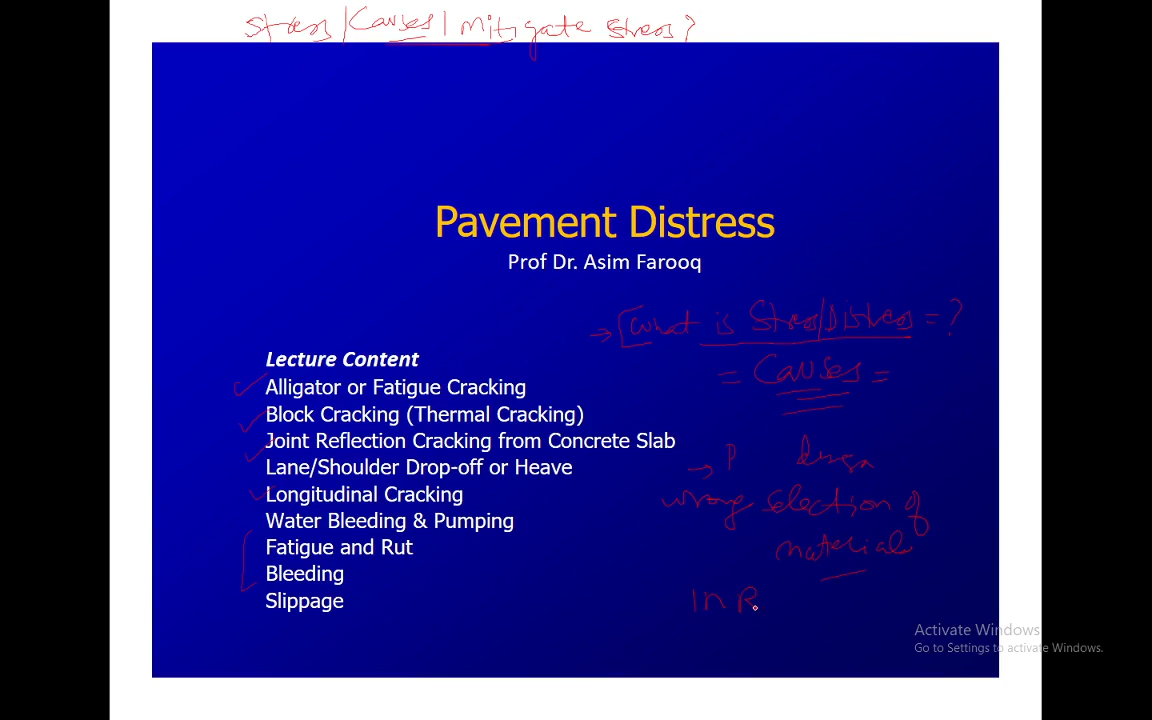 Stress / Causes / Mitigate stress?
Pavement Distress
Prof Dr. Asim Farooq
→ [What is Stress/Distress = ?
= Causes =
Lecture Content
Alligator or Fatigue Cracking
Block Cracking (Thermal Cracking)
Joint Reflection Cracking from Concrete Slab
Lane/Shoulder Drop-off or Heave
Longitudinal Cracking
Water Bleeding & Pumping
Fatigue and Rut
Bleeding
Slippage
→ P
wrong selection of
materials
In R
Activate Windows
Go to Settings to activate Windows.